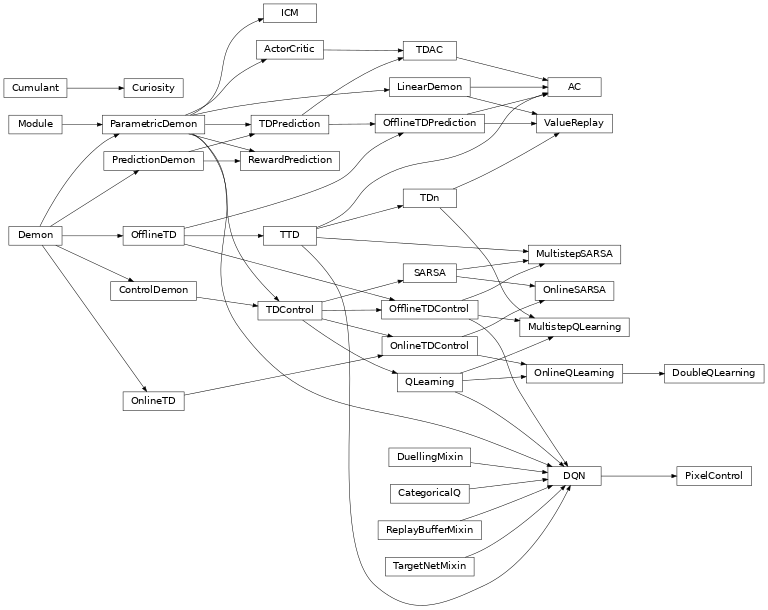 ICM
ActorCritic
TDAC
Cumulant
Curiosity
LinearDemon
AC
Module
ParametricDemon
TDPrediction
OfflineTDPrediction
ValueReplay
PredictionDemon
RewardPrediction
TDn
Demon
OfflineTD
TTD
MultistepSARSA
SARSA
ControlDemon
OnlineSARSA
TDControl
OfflineTDControl
MultistepQLearning
OnlineTDControl
OnlineQLearning
DoubleQLearning
QLearning
OnlineTD
DuellingMixin
DQN
PixelControl
CategoricalQ
ReplayBufferMixin
TargetNetMixin